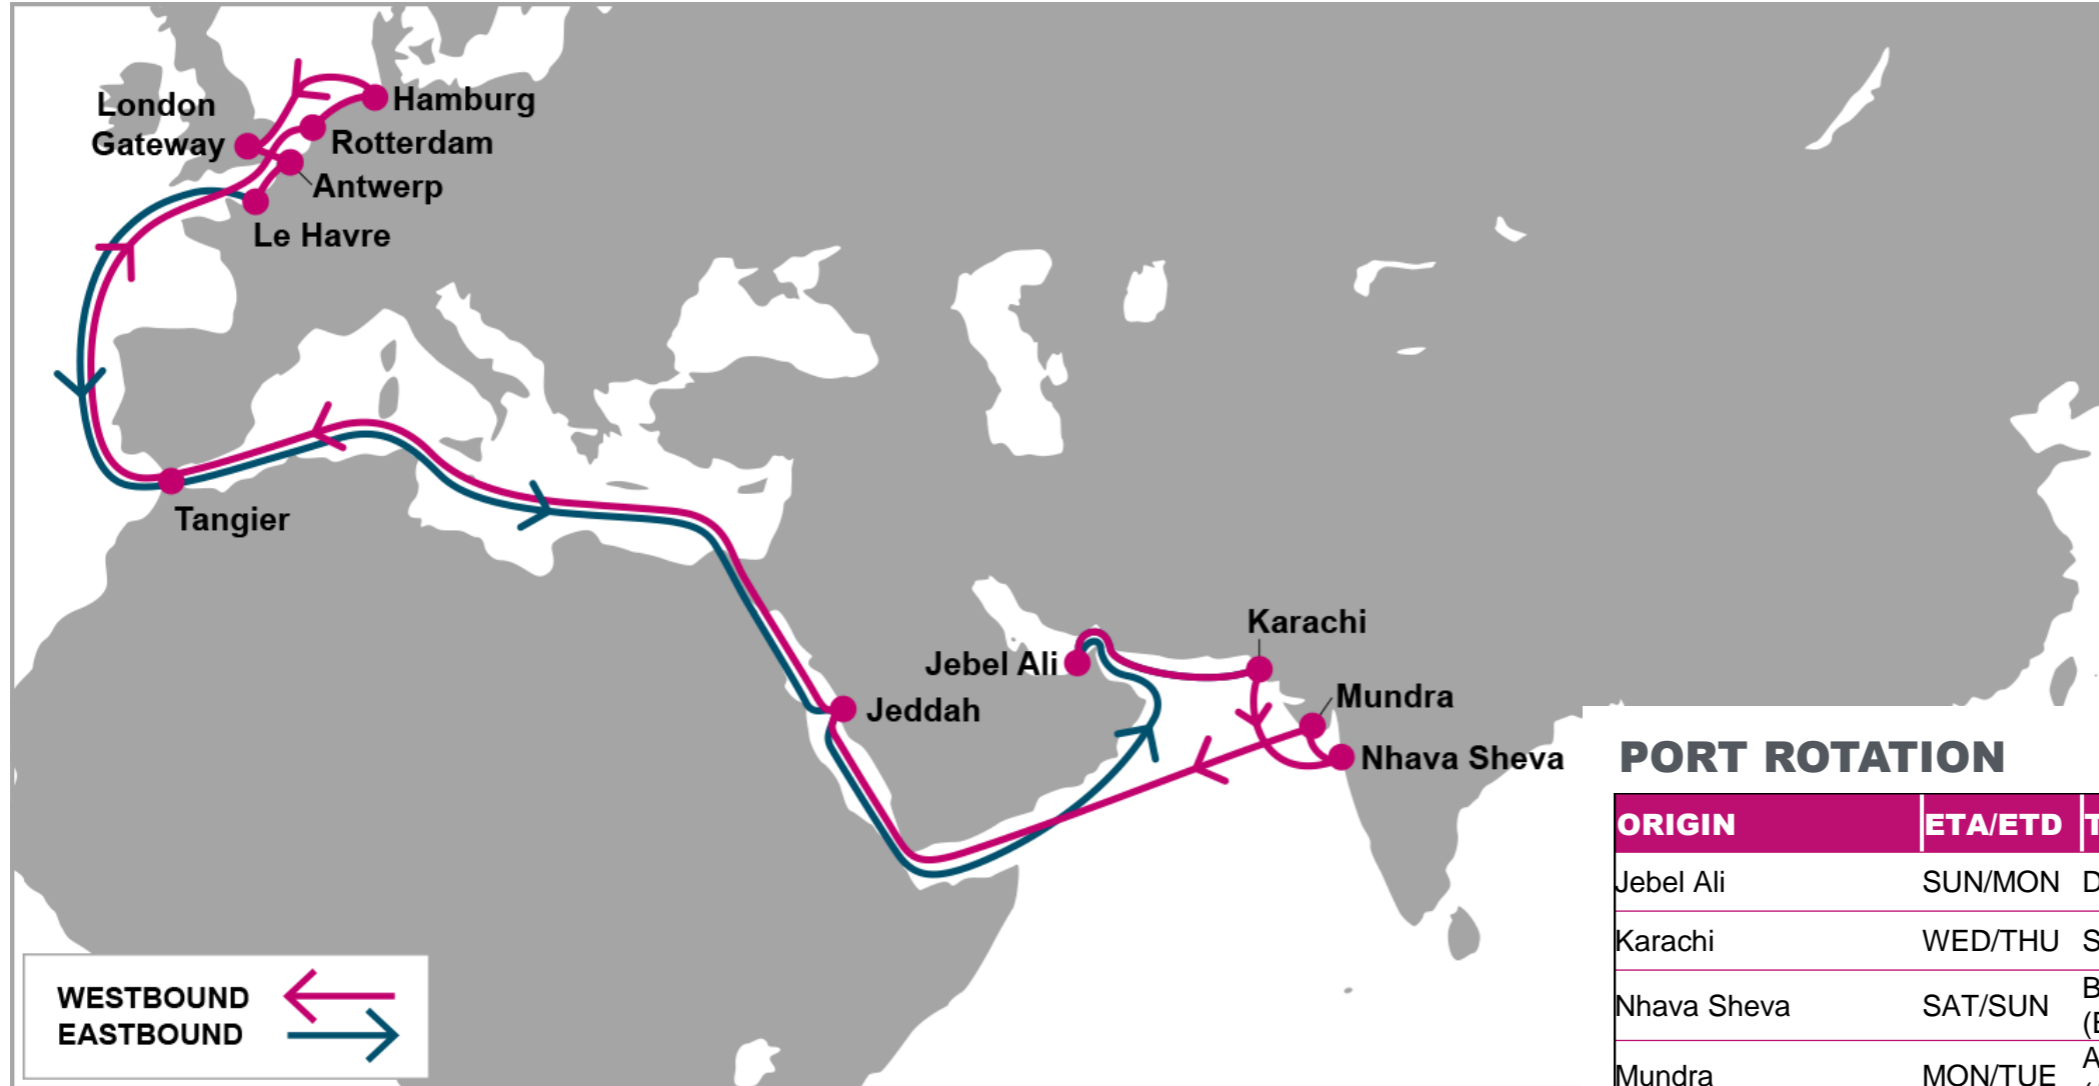 London
Gateway
Hamburg
Rotterdam
Antwerp
Le Havre
Tangier
Jeddah
Jebel Ali
Karachi
Mundra
Nhava Sheva
WESTBOUND
EASTBOUND
PORT ROTATION
ORIGIN ETA/ETD
Jebel Ali SUN/MON
Karachi WED/THU
Nhava Sheva SAT/SUN
Mundra MON/TUE